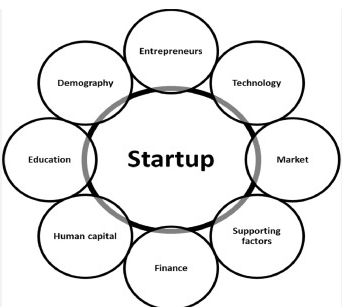 Entrepreneurs
Demography
Technology
Education
Startup
Market
Human capital
Supporting
factors
Finance